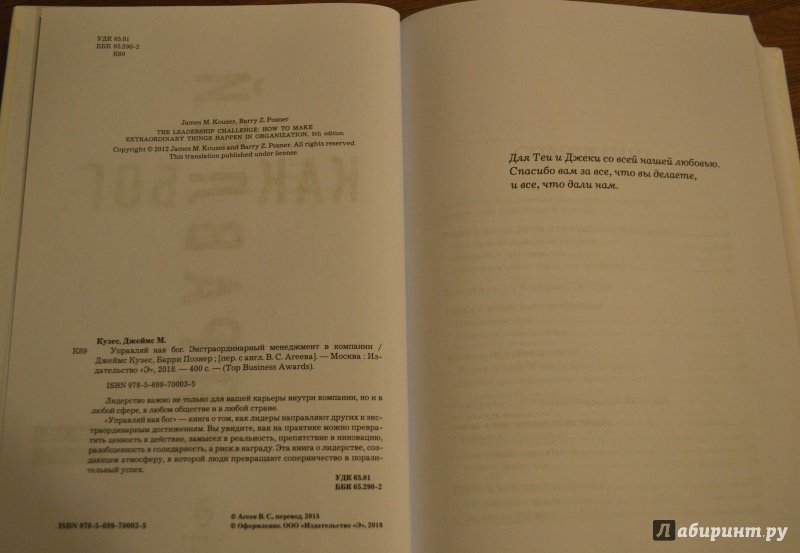 УДК 65.01
ББК 65.290-2
К89
James M. Kouzes, Barry Z. Posner
THE LEADERSHIP CHALLENGE: HOW TO MAKE
EXTRAORDINARY THINGS HAPPEN IN ORGANIZATION, 5th edition
Copyright © 2012 James M. Kouzes and Barry Z. Posner. All rights reserved.
This translation published under license.
Кузес, Джеймс М.
К89 Управляй как бог. Экстраординарный менеджмент в компании /
Джеймс Кузес, Барри Познер ; [пер. с англ. В. С. Агеева]. — Москва : Из-
дательство «Э», 2018. — 400 с. — (Top Business Awards).
ISBN 978-5-699-70003-5
Лидерство важно не только для вашей карьеры внутри компании, но и в
любой сфере, в любом обществе и в любой стране.
«Управляй как бог» — книга о том, как лидеры направляют других к экс-
траординарным достижениям. Вы увидите, как на практике можно превра-
тить ценность в действие, замысел в реальность, препятствие в инновацию,
разобщенность в солидарность, а риск в награду. Эта книга о лидерстве, соз-
дающем атмосферу, в которой люди превращают соперничество в порази-
тельный успех.
УДК 65.01
ББК 65.290-2
© Агеев В. С., перевод, 2015
ISBN 978-5-699-70003-5 © Оформление. ООО «Издательство «Э», 2018
Для Теи и Джеки со всей нашей любовью.
Спасибо вам за все, что вы делаете,
и все, что дали нам.
Лабиринт.ру